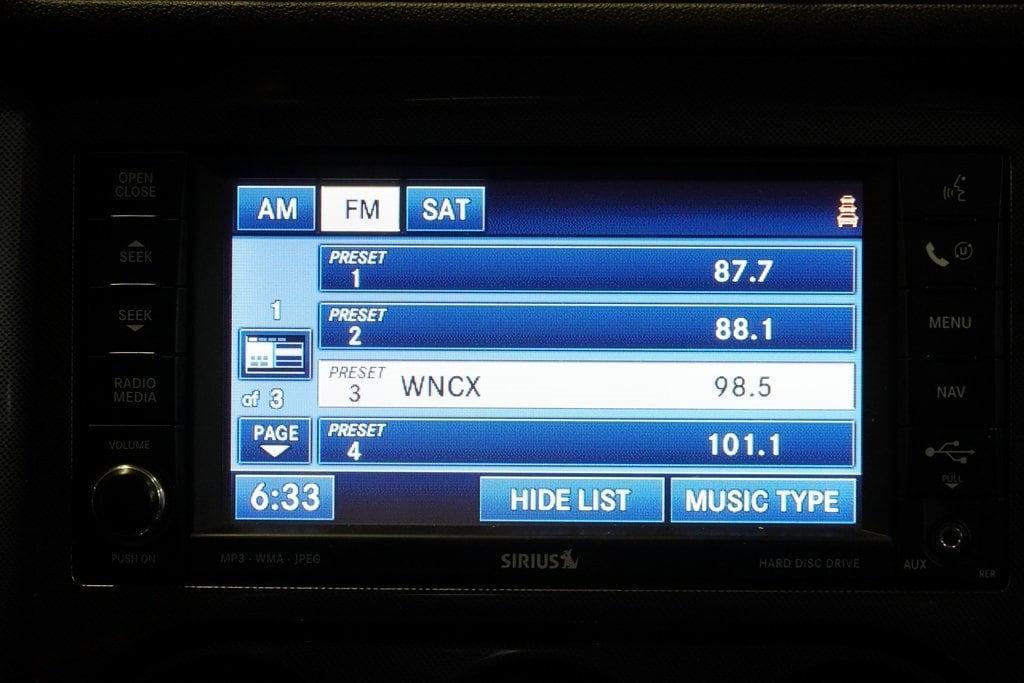 OPEN
CLOSE
SEEK
SEEK
RADIO
MEDIA
VOLUME
PUSH ON
AM FM SAT
PRESET
1 87.7
PRESET
2 88.1
1
of 3
PRESET
3 WNCX 98.5
PAGE
PRESET
4 101.1
6:33 HIDE LIST MUSIC TYPE
MP3 - WMA - JPEG SIRIUS HARD DISC DRIVE
u
MENU
NAV
PULL
AUX
RER